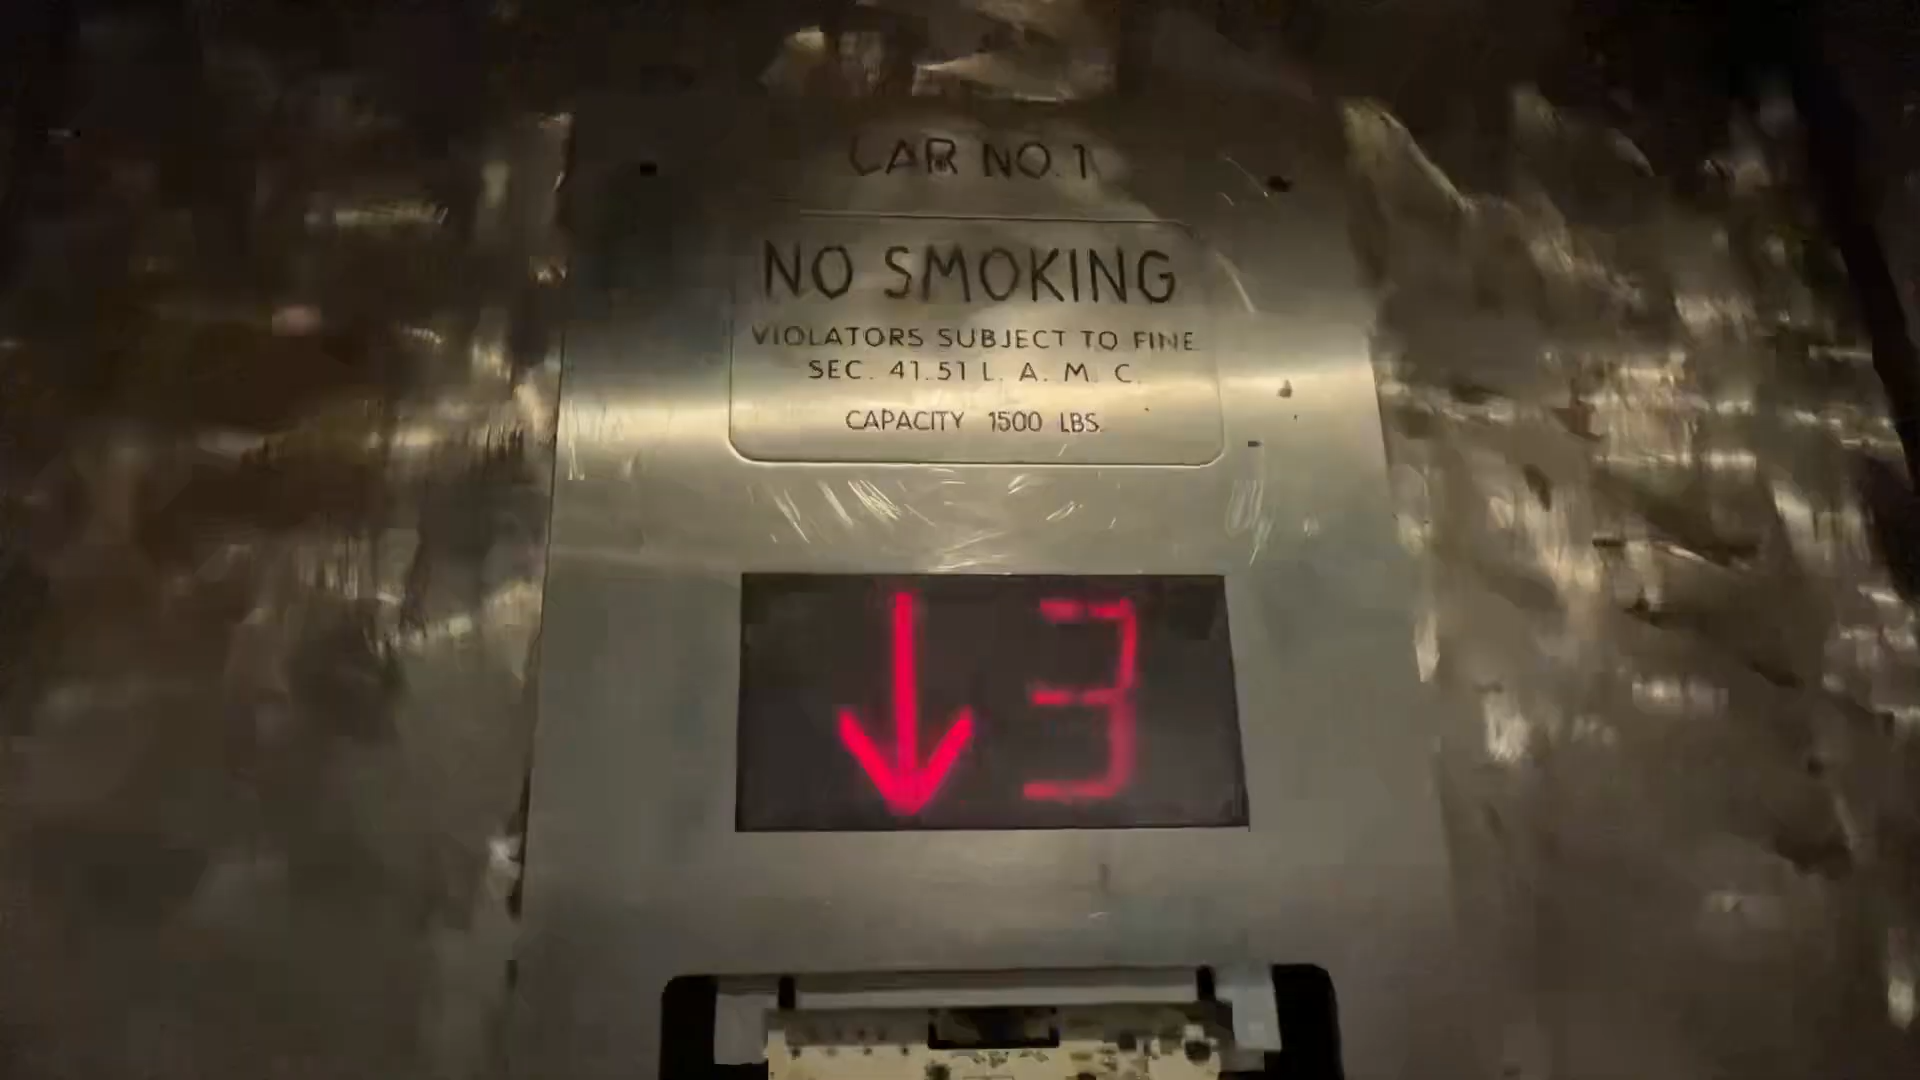 CAR NO. 1
NO SMOKING
VIOLATORS SUBJECT TO FINE
SEC. 41.51 L. A. M. C.
CAPACITY 1500 LBS.
↓ 3